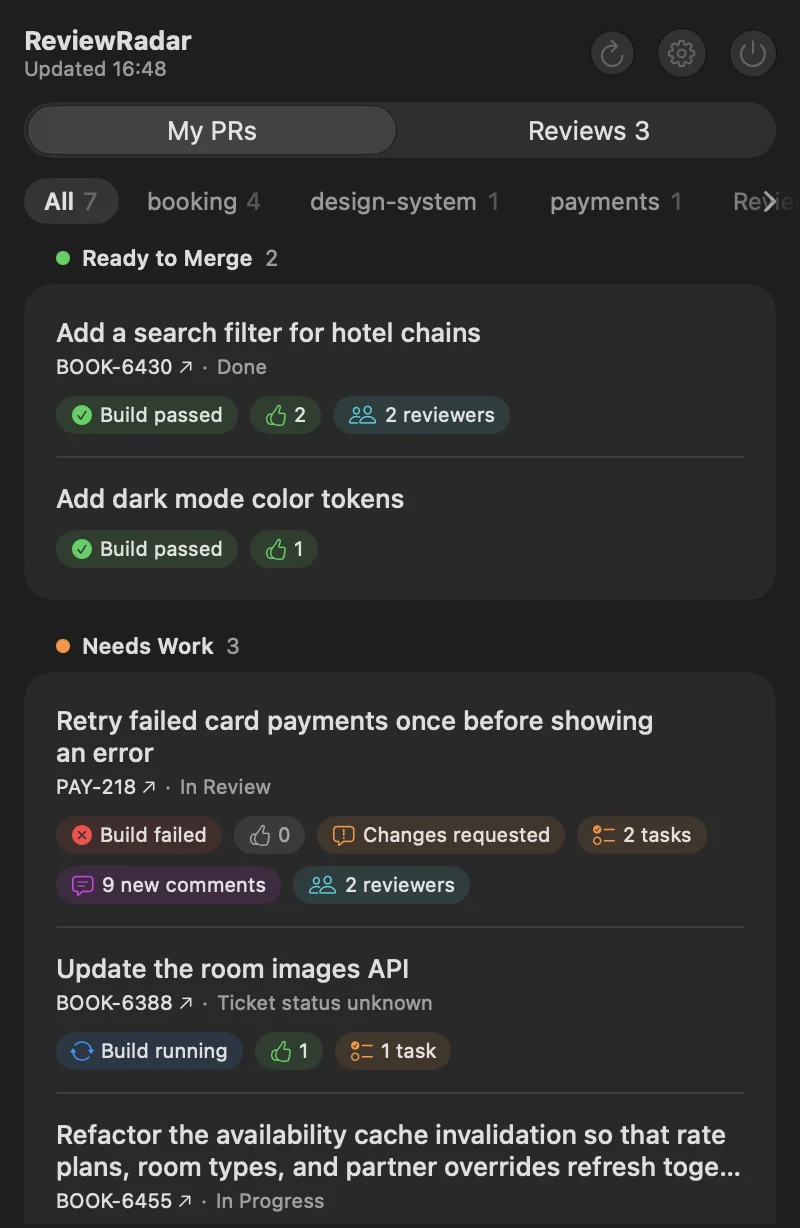 ReviewRadar
Updated 16:48
My PRs
Reviews 3
All 7
booking 4
design-system 1
payments 1
Ready to Merge 2
Add a search filter for hotel chains
BOOK-6430 ↗ · Done
Build passed
2
2 reviewers
Add dark mode color tokens
Build passed
1
Needs Work 3
Retry failed card payments once before showing
an error
PAY-218 ↗ · In Review
Build failed
0
Changes requested
2 tasks
9 new comments
2 reviewers
Update the room images API
BOOK-6388 ↗ · Ticket status unknown
Build running
1
1 task
Refactor the availability cache invalidation so that rate
plans, room types, and partner overrides refresh toge...
BOOK-6455 ↗ · In Progress